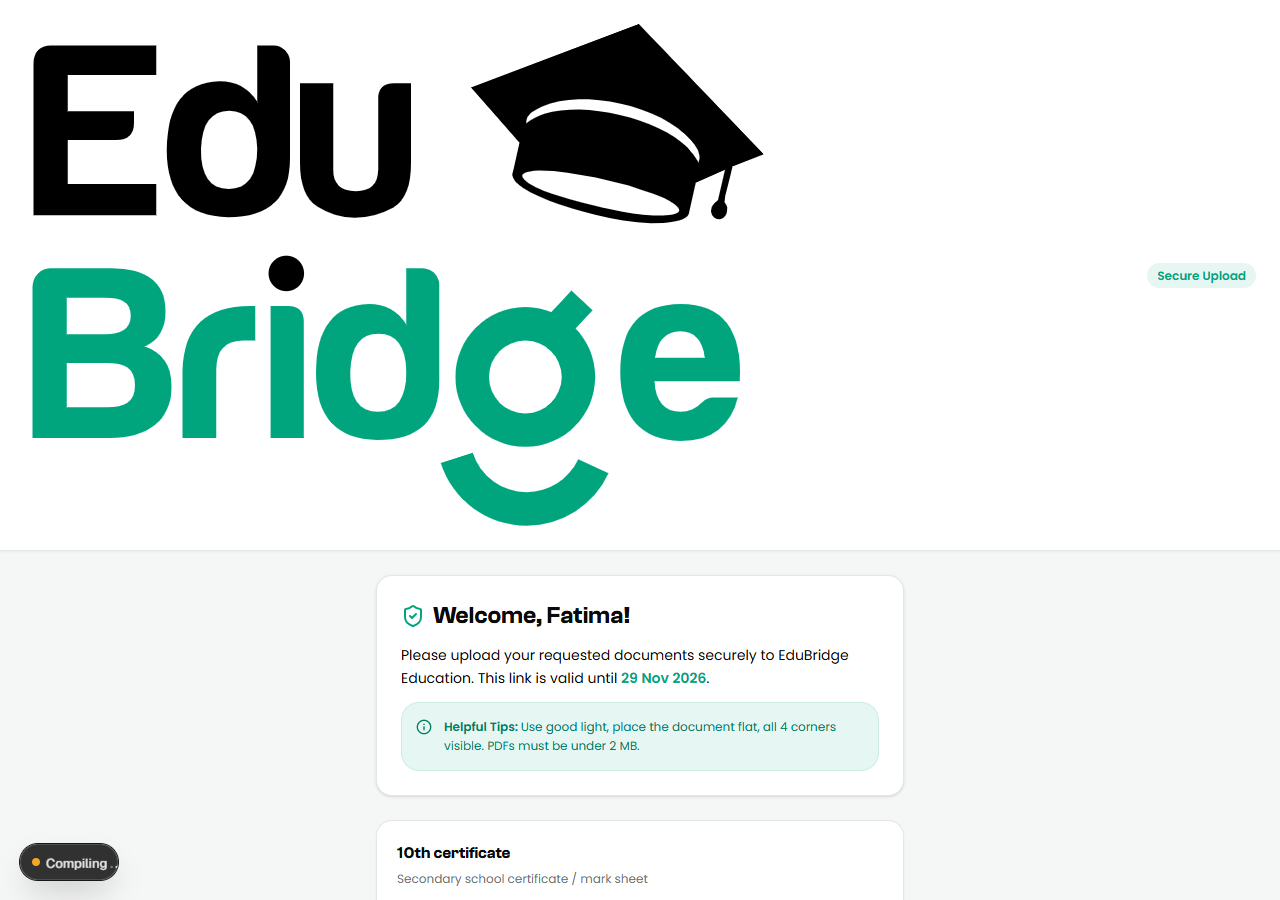 Edu
Bridge
Secure Upload
Welcome, Fatima!
Please upload your requested documents securely to EduBridge
Education. This link is valid until 29 Nov 2026.
Helpful Tips: Use good light, place the document flat, all 4 corners
visible. PDFs must be under 2 MB.
10th certificate
Secondary school certificate / mark sheet
Compiling ..